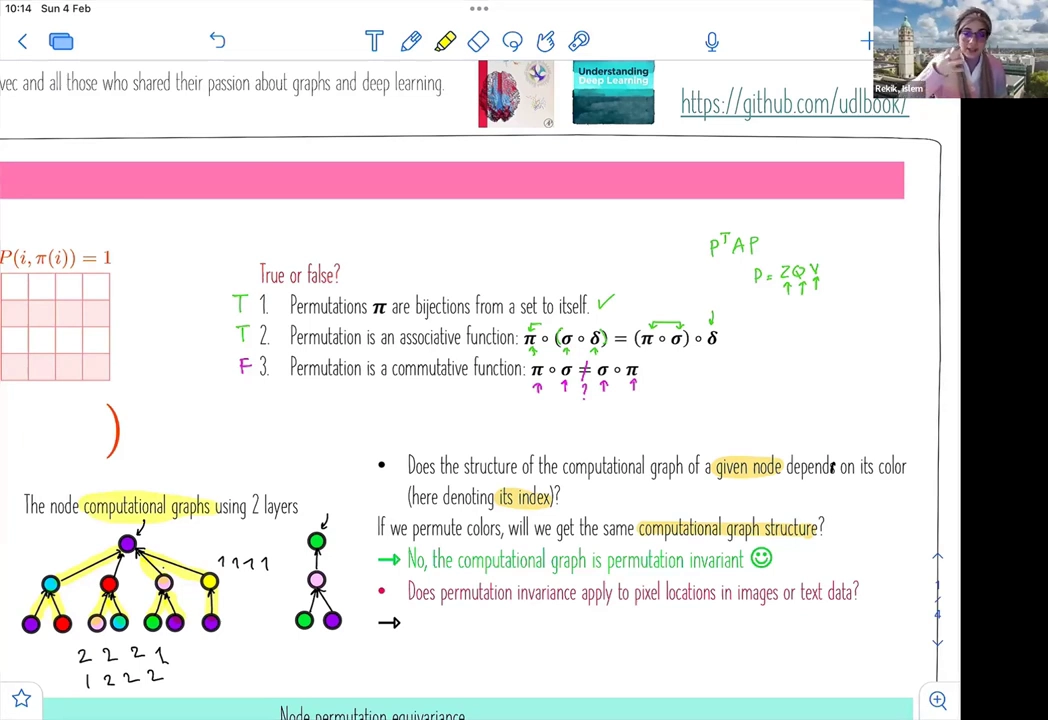 10:14 Sun 4 Feb
Rekik, Islem
vec and all those who shared their passion about graphs and deep learning.
Understanding
Deep Learning
https://github.com/udlbook/
P(i, π(i)) = 1
PᵀAP
P = ZQV
True or false?
T 1. Permutations π are bijections from a set to itself. ✓
T 2. Permutation is an associative function: π ∘ (σ ∘ δ) = (π ∘ σ) ∘ δ
F 3. Permutation is a commutative function: π ∘ σ ≠ σ ∘ π
?
)
• Does the structure of the computational graph of a given node depends on its color
(here denoting its index)?
If we permute colors, will we get the same computational graph structure?
→ No, the computational graph is permutation invariant ☺
• Does permutation invariance apply to pixel locations in images or text data?
→
The node computational graphs using 2 layers
1 1 1 1
2 2 2 1
1 2 2 2
1/4
Node permutation equivariance